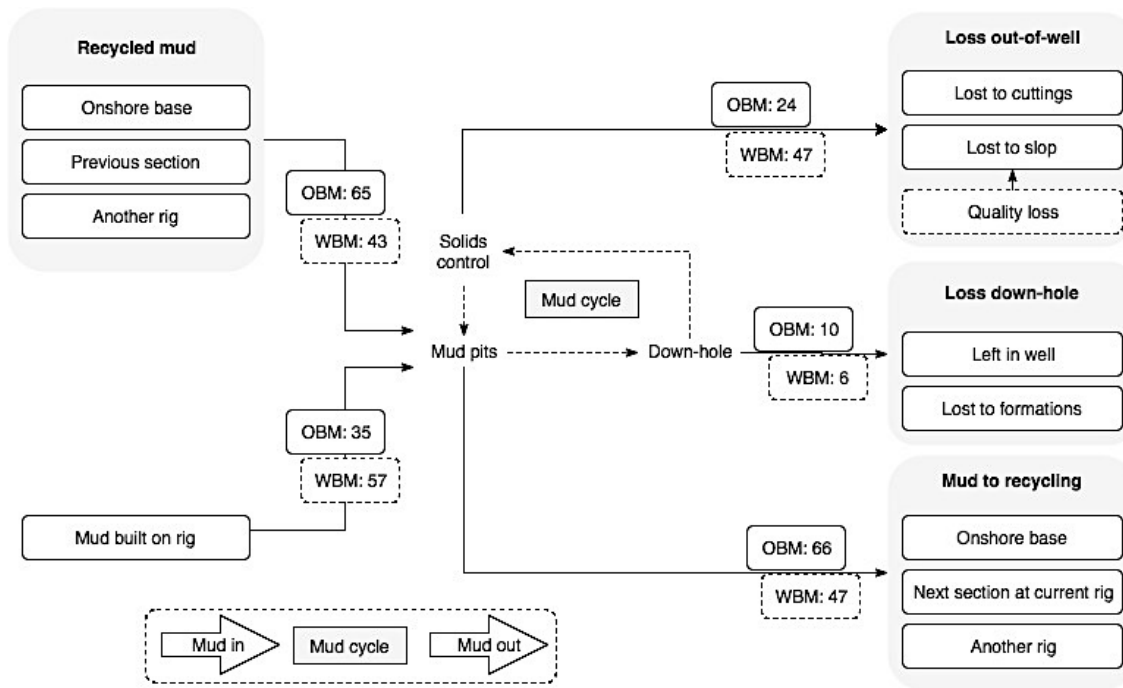 Recycled mud
Onshore base
Previous section
Another rig
OBM: 65
WBM: 43
OBM: 35
WBM: 57
Mud built on rig
Solids
control
Mud cycle
Mud pits
Down-hole
OBM: 24
WBM: 47
OBM: 10
WBM: 6
OBM: 66
WBM: 47
Loss out-of-well
Lost to cuttings
Lost to slop
Quality loss
Loss down-hole
Left in well
Lost to formations
Mud to recycling
Onshore base
Next section at current rig
Another rig
Mud in
Mud cycle
Mud out